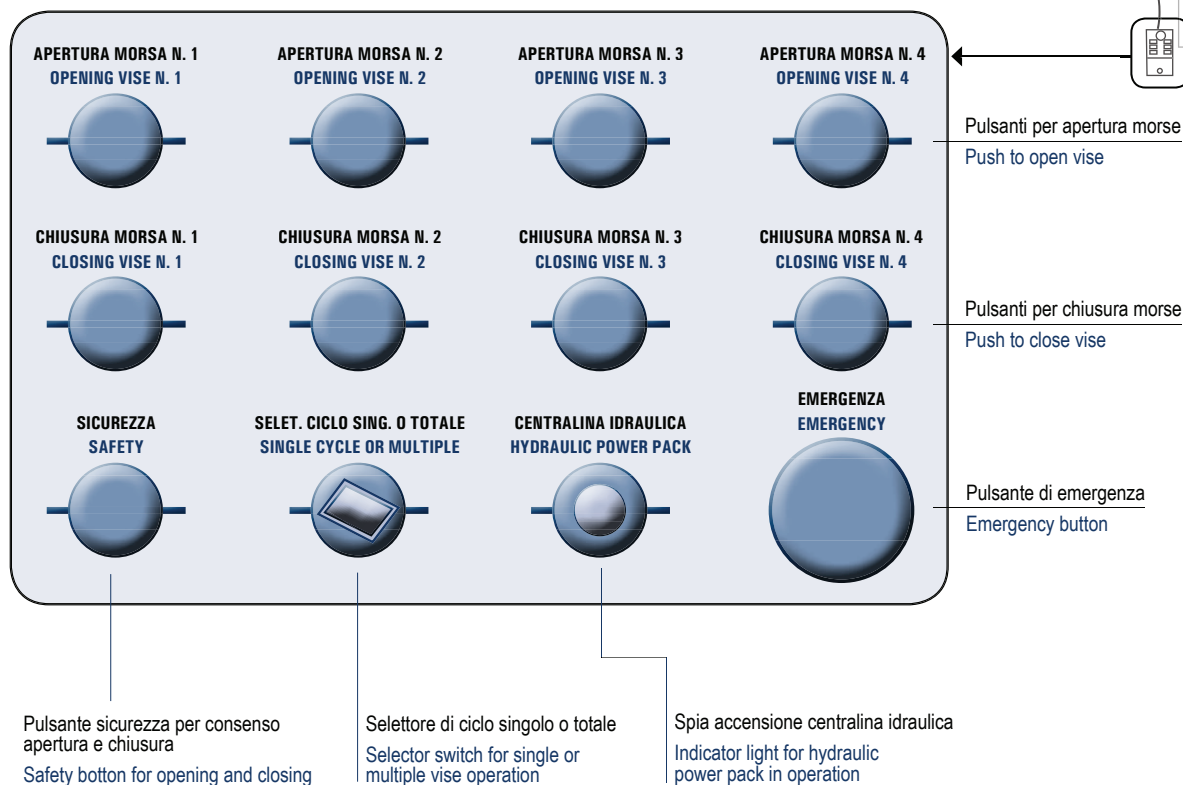 APERTURA MORSA N. 1
OPENING VISE N. 1
APERTURA MORSA N. 2
OPENING VISE N. 2
APERTURA MORSA N. 3
OPENING VISE N. 3
APERTURA MORSA N. 4
OPENING VISE N. 4
Pulsanti per apertura morse
Push to open vise
CHIUSURA MORSA N. 1
CLOSING VISE N. 1
CHIUSURA MORSA N. 2
CLOSING VISE N. 2
CHIUSURA MORSA N. 3
CLOSING VISE N. 3
CHIUSURA MORSA N. 4
CLOSING VISE N. 4
Pulsanti per chiusura morse
Push to close vise
SICUREZZA
SAFETY
SELET. CICLO SING. O TOTALE
SINGLE CYCLE OR MULTIPLE
CENTRALINA IDRAULICA
HYDRAULIC POWER PACK
EMERGENZA
EMERGENCY
Pulsante di emergenza
Emergency button
Pulsante sicurezza per consenso
apertura e chiusura
Safety botton for opening and closing
Selettore di ciclo singolo o totale
Selector switch for single or
multiple vise operation
Spia accensione centralina idraulica
Indicator light for hydraulic
power pack in operation